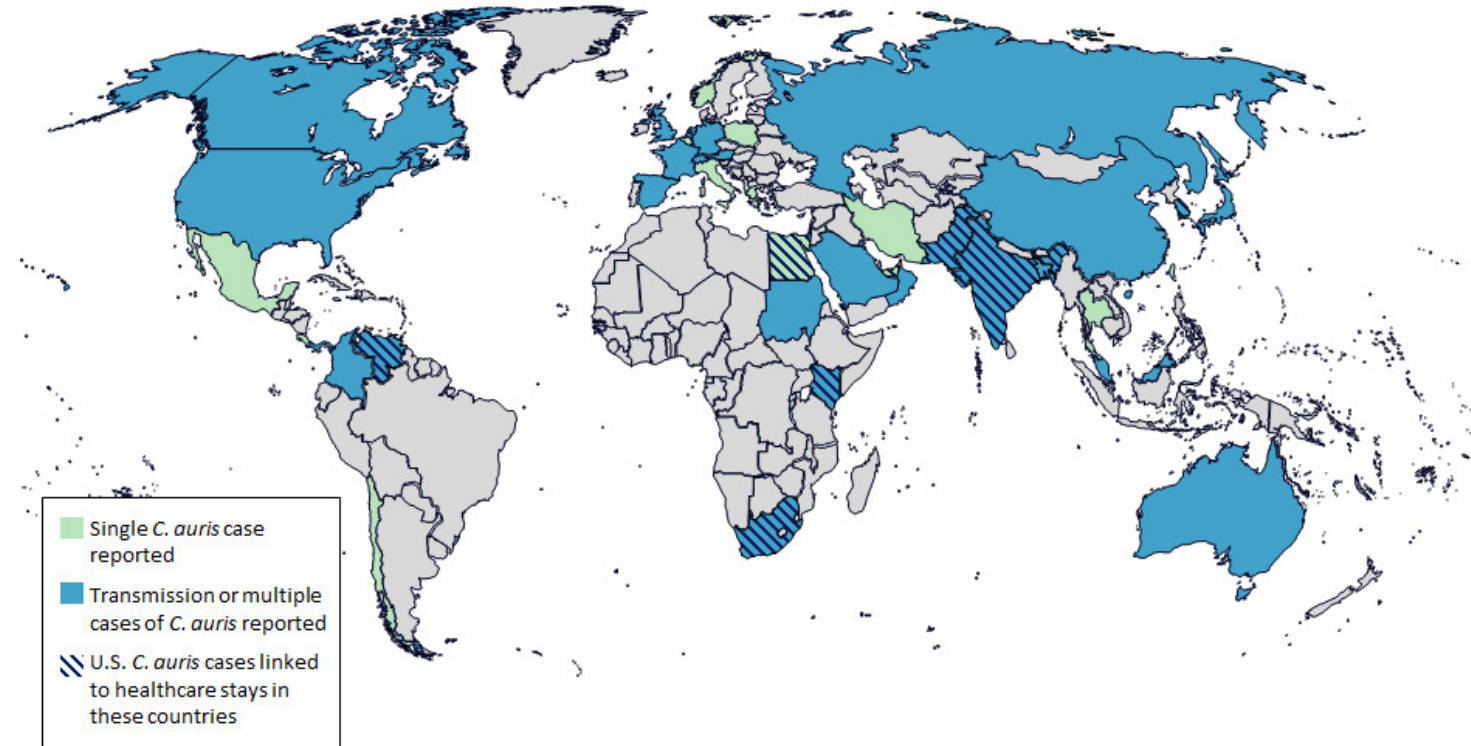 Single C. auris case
reported
Transmission or multiple
cases of C. auris reported
U.S. C. auris cases linked
to healthcare stays in
these countries